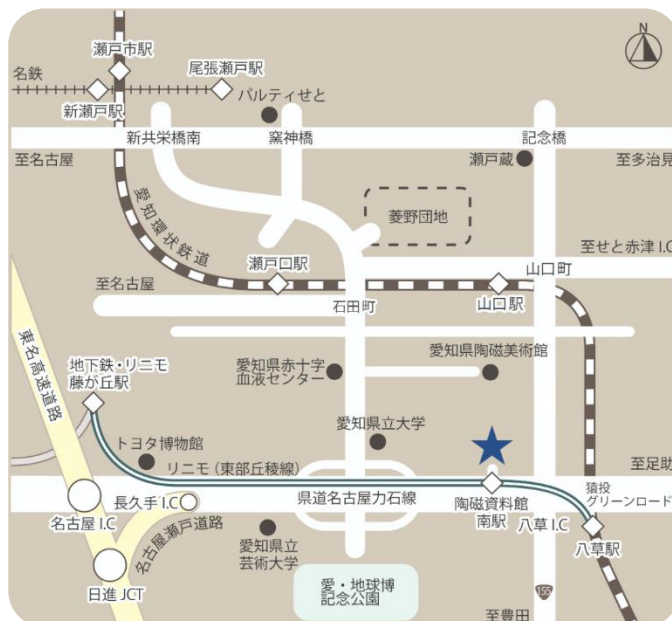 N
瀬戸市駅
名鉄
尾張瀬戸駅
新瀬戸駅
パルティせと
新共栄橋南
窯神橋
記念橋
至名古屋
瀬戸蔵
至多治見
愛知環状鉄道
菱野団地
至せと赤津 I.C
瀬戸口駅
山口町
至名古屋
石田町
山口駅
東名高速道路
地下鉄・リニモ
藤が丘駅
愛知県赤十字
血液センター
愛知県陶磁美術館
愛知県立大学
トヨタ博物館
リニモ（東部丘稜線）
至足助
長久手 I.C
県道名古屋力石線
陶磁資料館
南駅
猿投
グリーンロード
名古屋 I.C
名古屋瀬戸道路
八草 I.C
八草駅
愛知県立
芸術大学
日進 JCT
愛・地球博
記念公園
155
至豊田